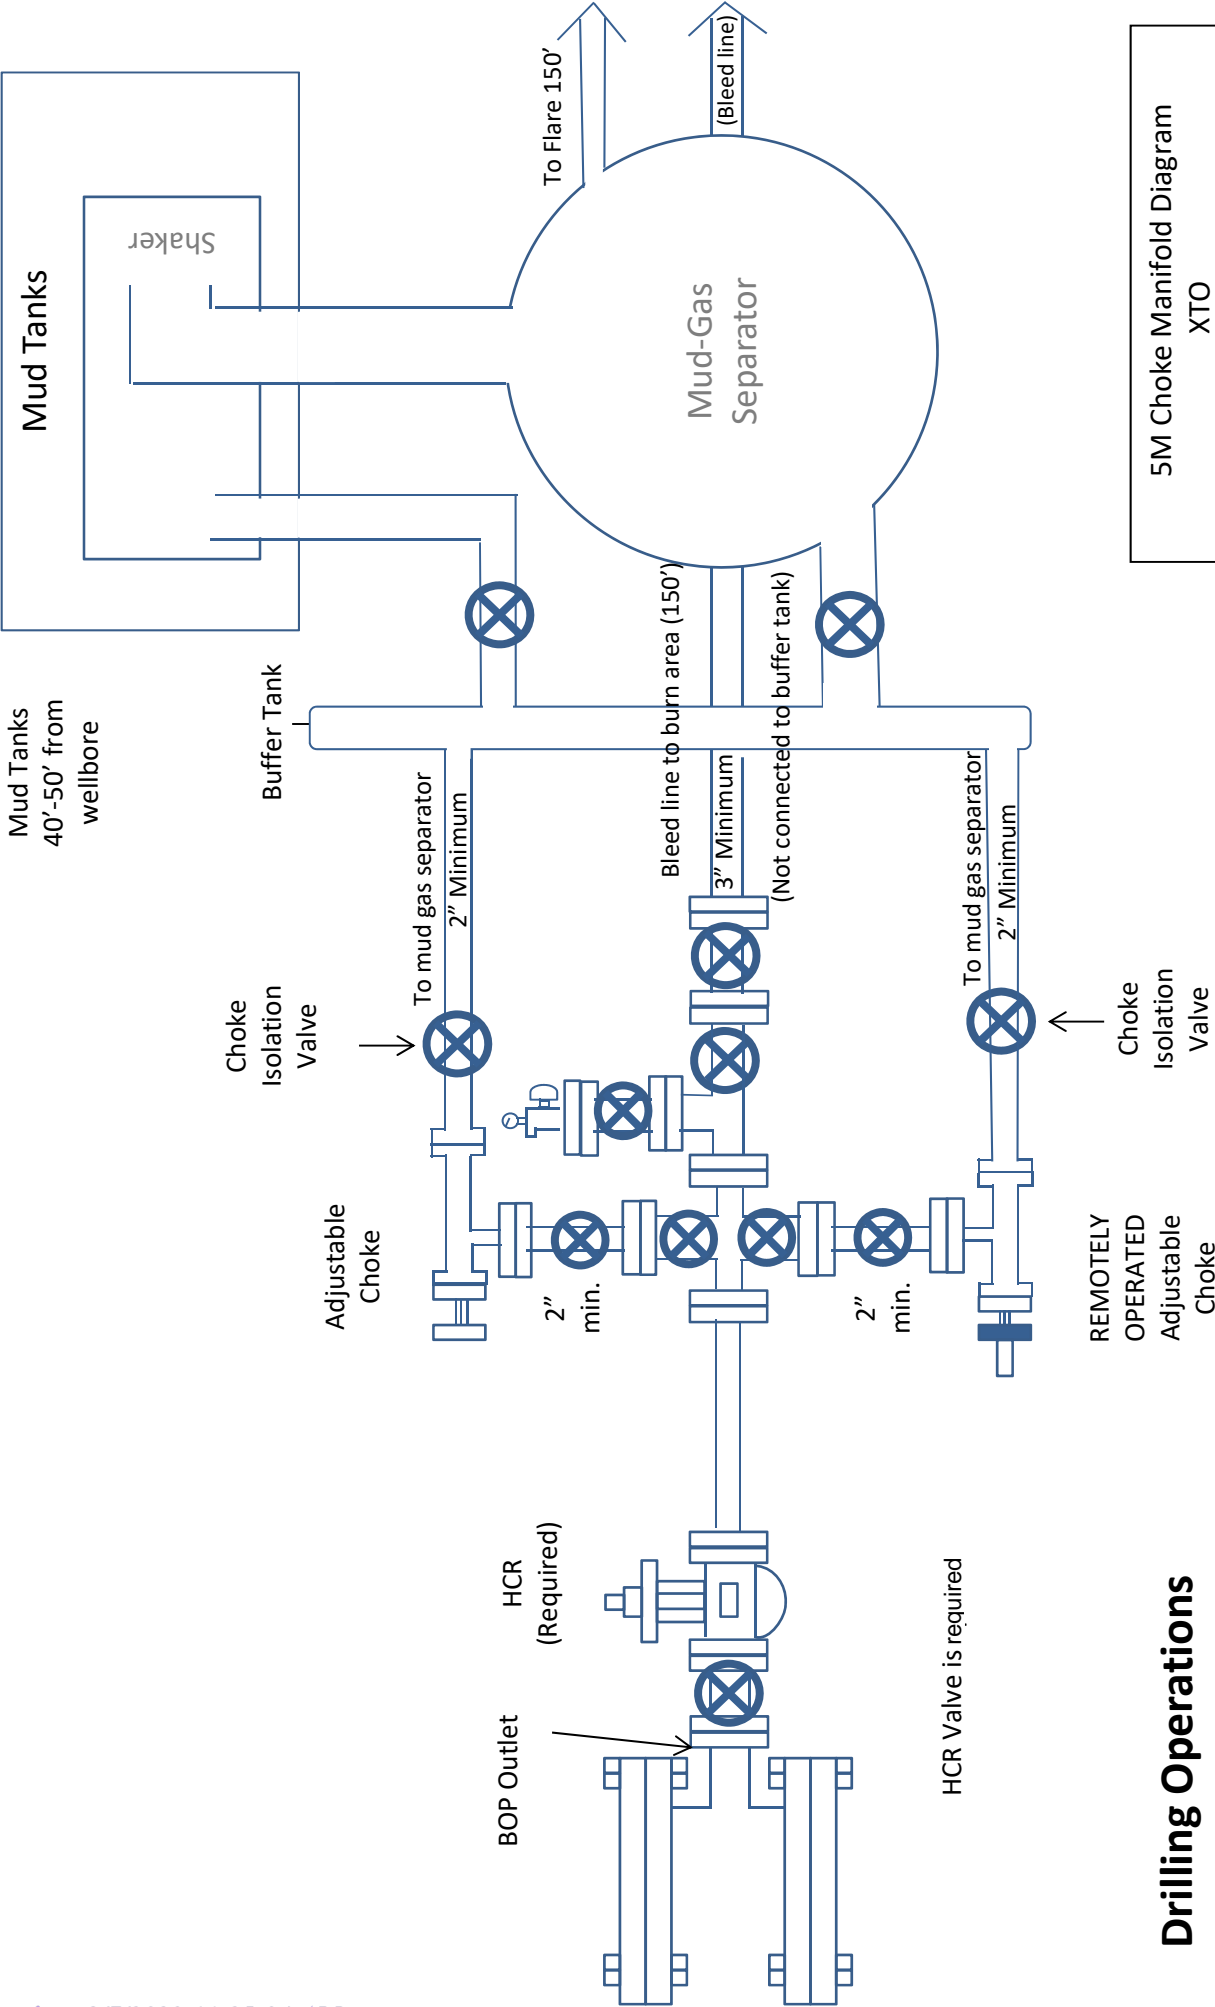 Drilling Operations
5M Choke Manifold Diagram
XTO
BOP Outlet
HCR
(Required)
HCR Valve is required
Adjustable
Choke
2”
min.
2”
min.
REMOTELY
OPERATED
Adjustable
Choke
Choke
Isolation
Valve
Choke
Isolation
Valve
To mud gas separator
2” Minimum
Bleed line to burn area (150’)
3” Minimum
(Not connected to buffer tank)
To mud gas separator
2” Minimum
Buffer Tank
Mud Tanks
40’-50’ from
wellbore
Mud Tanks
Shaker
Mud-Gas
Separator
To Flare 150’
(Bleed line)